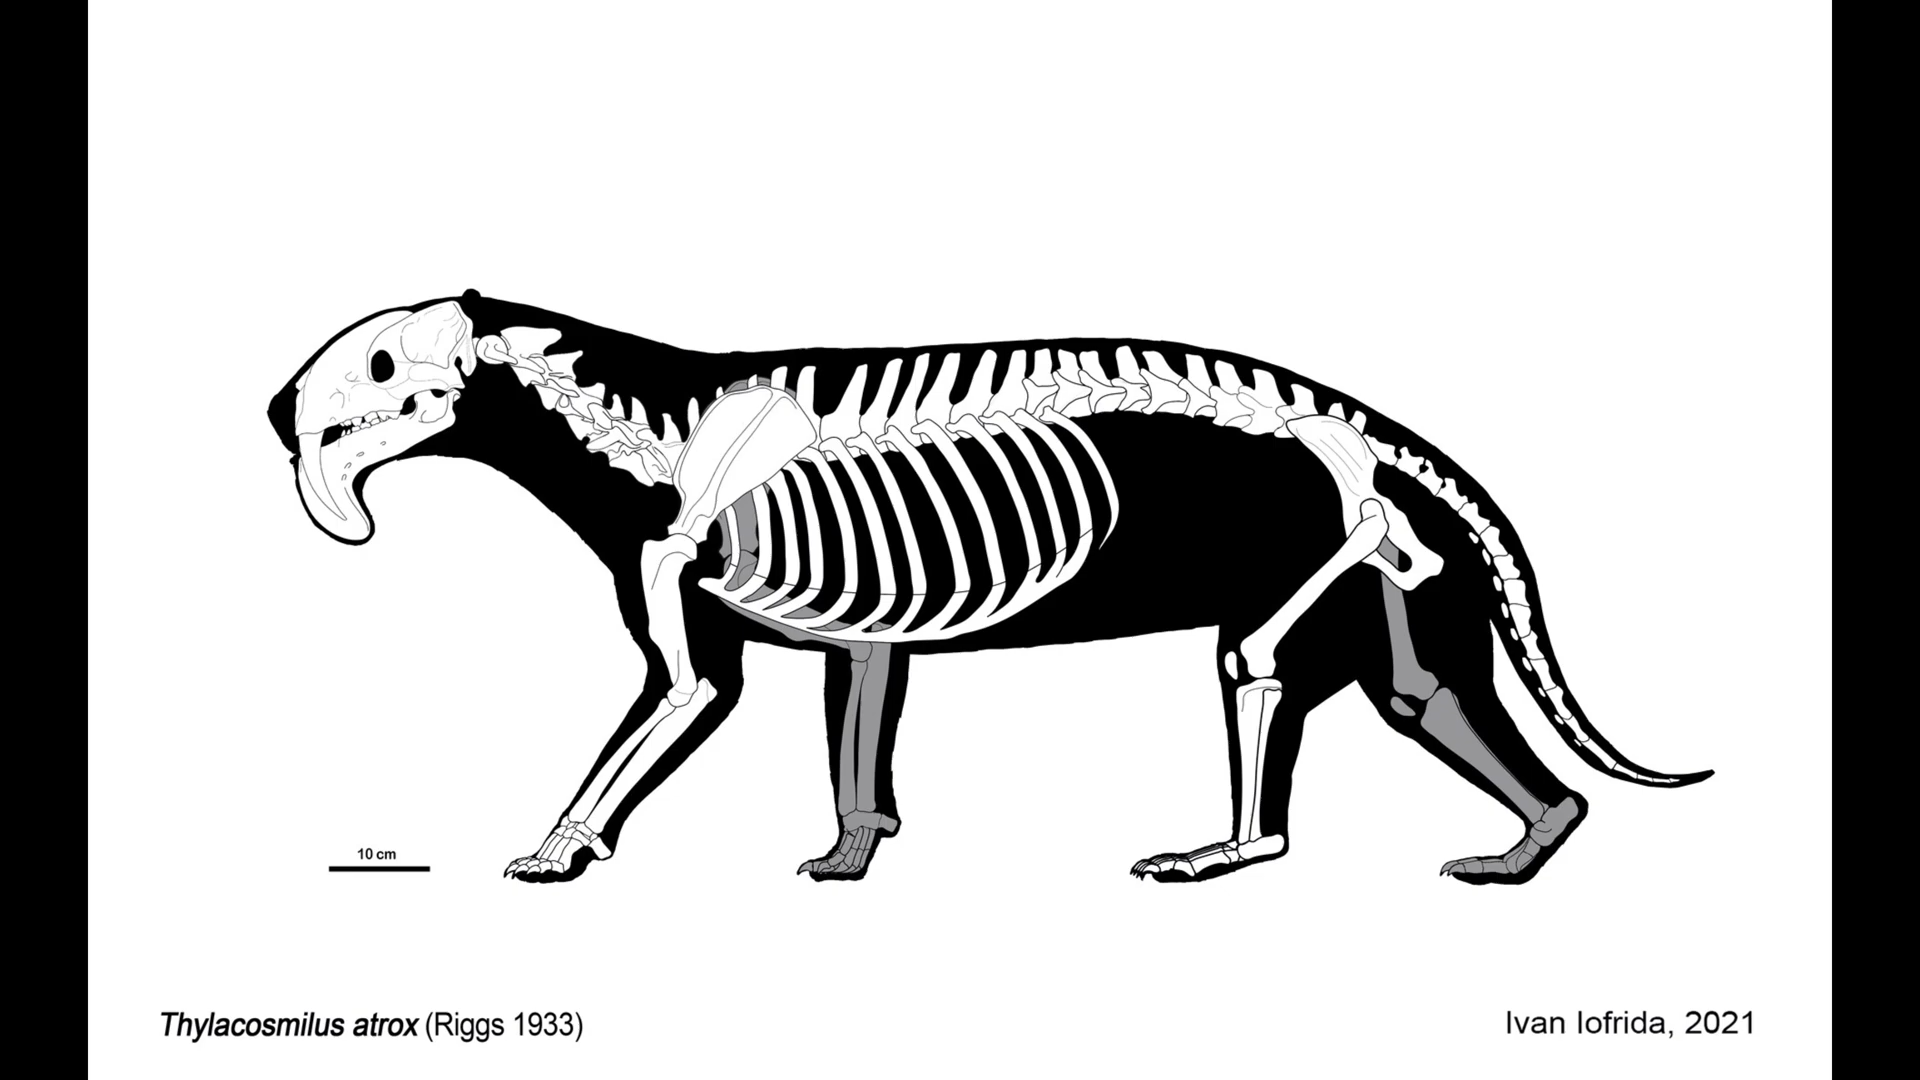 10 cm
Thylacosmilus atrox (Riggs 1933)
Ivan Iofrida, 2021